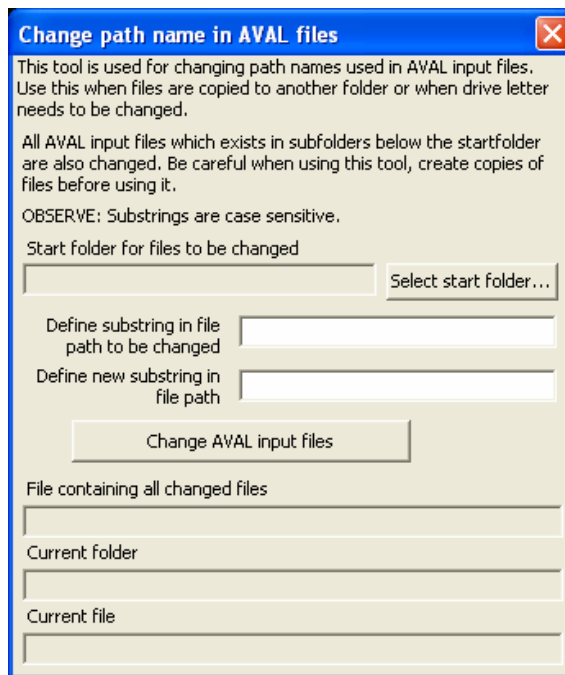 Change path name in AVAL files
This tool is used for changing path names used in AVAL input files.
Use this when files are copied to another folder or when drive letter
needs to be changed.
All AVAL input files which exists in subfolders below the startfolder
are also changed. Be careful when using this tool, create copies of
files before using it.
OBSERVE: Substrings are case sensitive.
Start folder for files to be changed
Select start folder...
Define substring in file
path to be changed
Define new substring in
file path
Change AVAL input files
File containing all changed files
Current folder
Current file